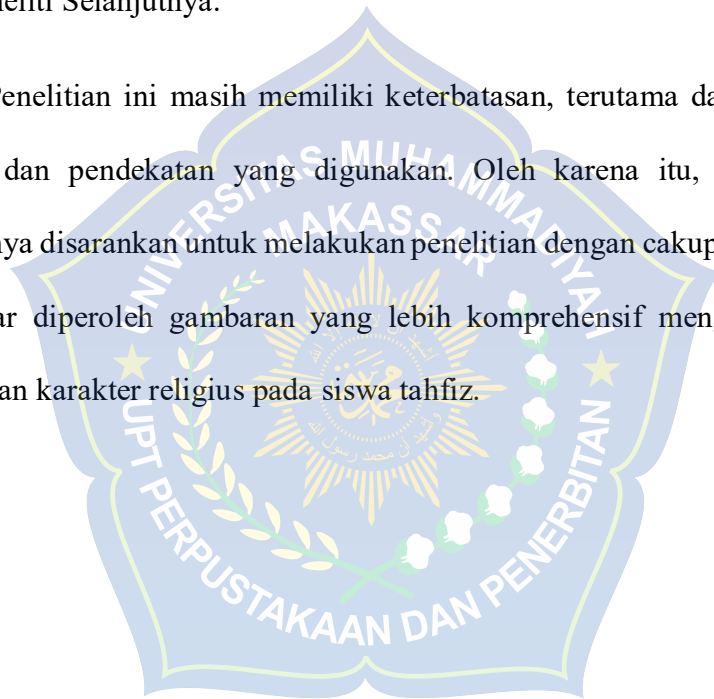 eliti Selanjutnya.
Penelitian ini masih memiliki keterbatasan, terutama da
dan pendekatan yang digunakan. Oleh karena itu,
nya disarankan untuk melakukan penelitian dengan cakup
ar diperoleh gambaran yang lebih komprehensif men
an karakter religius pada siswa tahfiz.
UNIVERSITAS MUHAMMADIYAH
MAKASSAR
UPT PERPUSTAKAAN DAN PENERBITAN